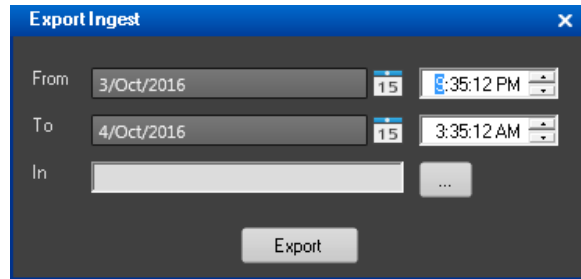 Export Ingest
From 3/Oct/2016 15 9:35:12 PM
To 4/Oct/2016 15 3:35:12 AM
In ...
Export